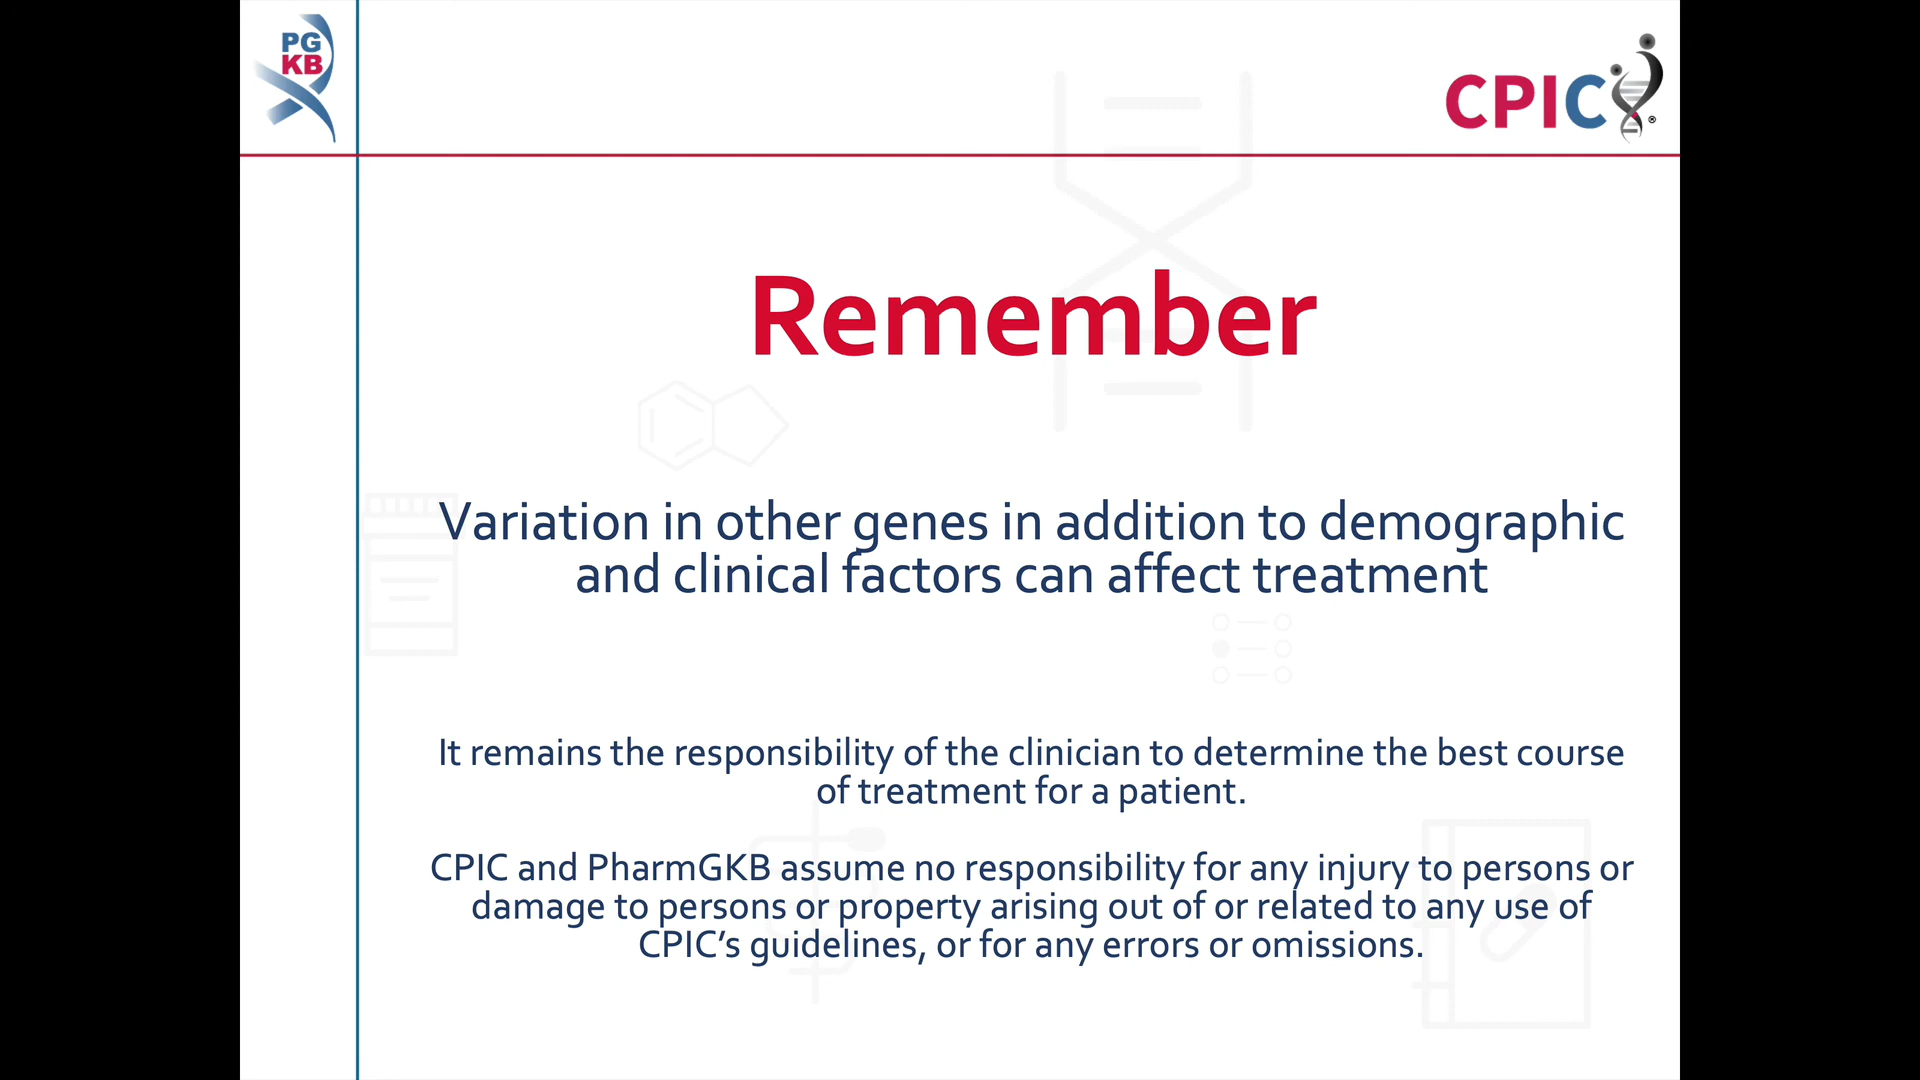 PG
KB
CPIC®
Remember
Variation in other genes in addition to demographic
and clinical factors can affect treatment
It remains the responsibility of the clinician to determine the best course
of treatment for a patient.
CPIC and PharmGKB assume no responsibility for any injury to persons or
damage to persons or property arising out of or related to any use of
CPIC’s guidelines, or for any errors or omissions.